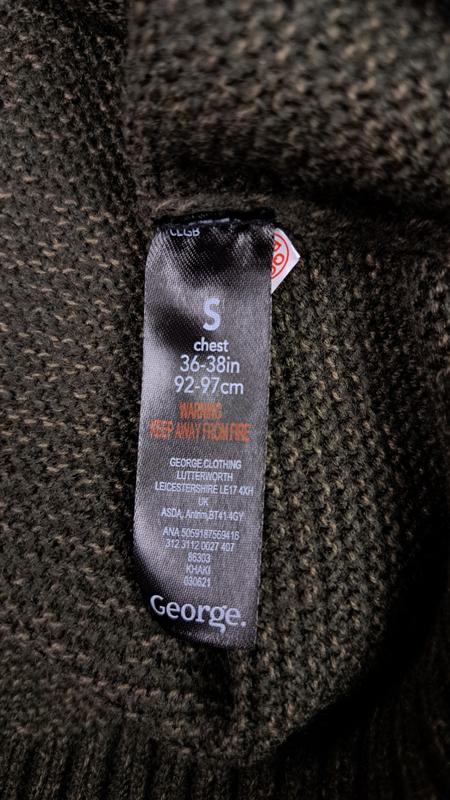 CLGB
S
chest
36-38in
92-97cm
WARNING
KEEP AWAY FROM FIRE
GEORGE CLOTHING
LUTTERWORTH
LEICESTERSHIRE LE17 4XH
UK
ASDA, Antrim,BT41 4GY
ANA 5059187569416
312 3112 0027 407
86303
KHAKI
030621
George.